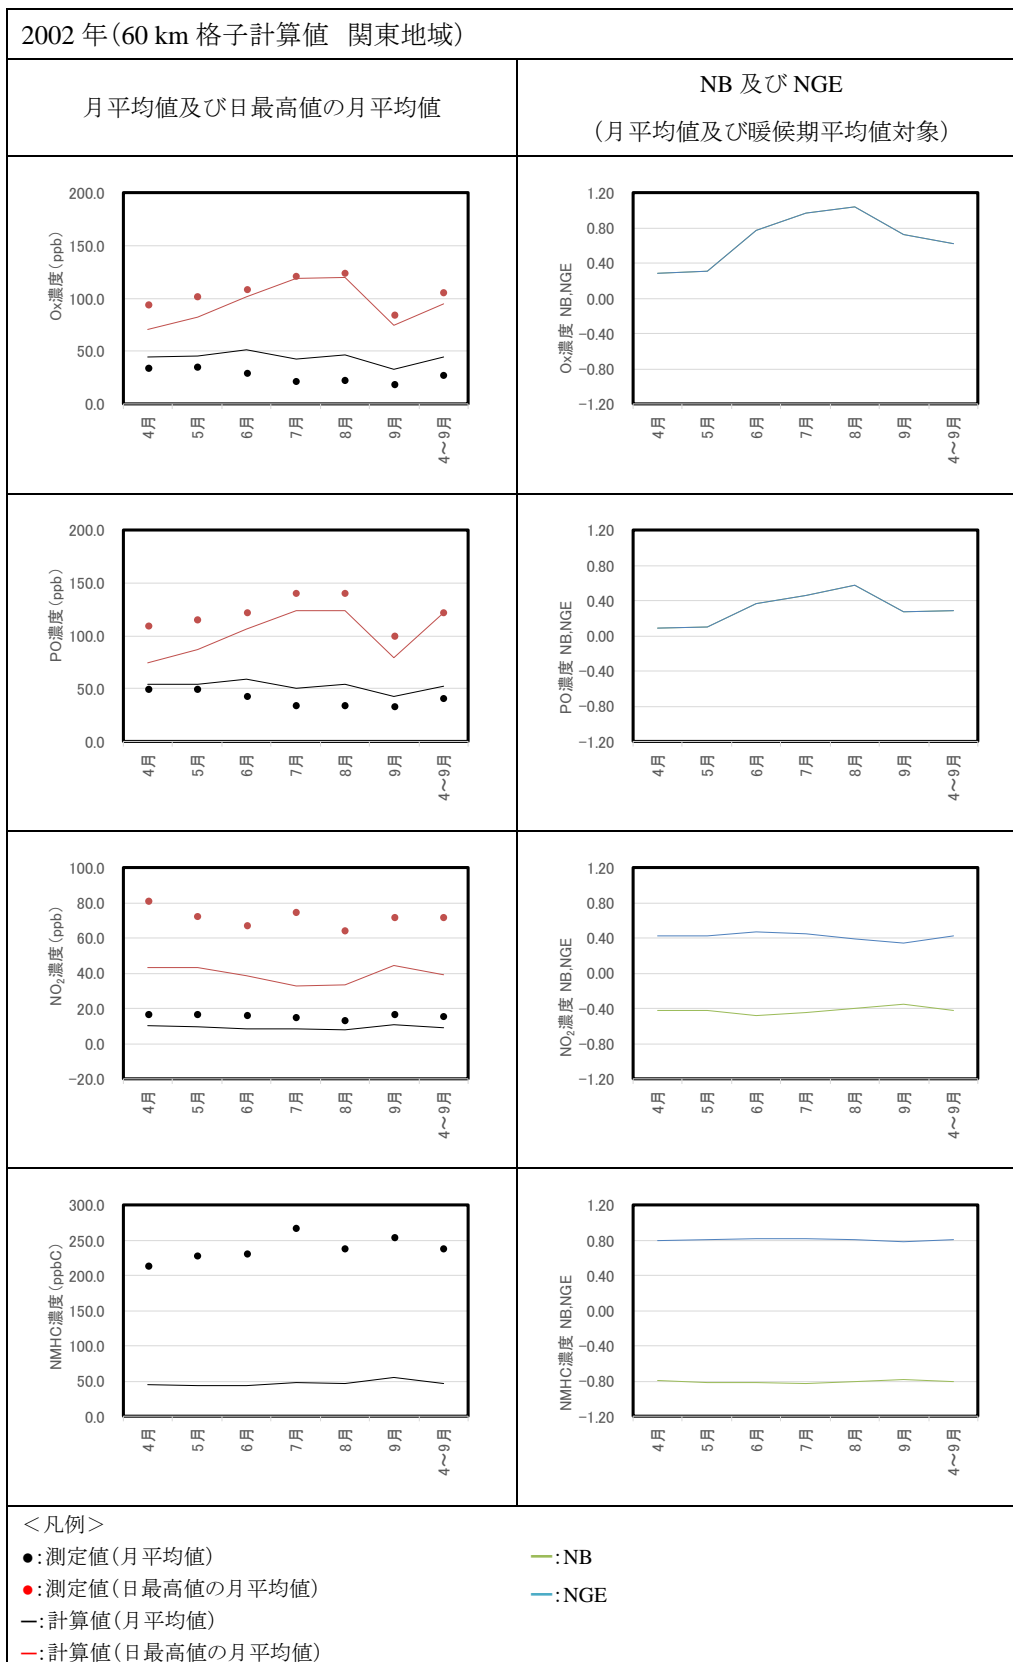 2002 年（60 km 格子計算値　関東地域）
月平均値及び日最高値の月平均値
NB 及び NGE
（月平均値及び暖候期平均値対象）
Ox濃度（ppb）
200.0
150.0
100.0
50.0
0.0
4月
5月
6月
7月
8月
9月
4～9月
Ox濃度 NB,NGE
1.20
0.80
0.40
0.00
−0.40
−0.80
−1.20
4月
5月
6月
7月
8月
9月
4～9月
PO濃度（ppb）
200.0
150.0
100.0
50.0
0.0
4月
5月
6月
7月
8月
9月
4～9月
PO濃度 NB,NGE
1.20
0.80
0.40
0.00
−0.40
−0.80
−1.20
4月
5月
6月
7月
8月
9月
4～9月
NO₂濃度（ppb）
100.0
80.0
60.0
40.0
20.0
0.0
−20.0
4月
5月
6月
7月
8月
9月
4～9月
NO₂濃度 NB,NGE
1.20
0.80
0.40
0.00
−0.40
−0.80
−1.20
4月
5月
6月
7月
8月
9月
4～9月
NMHC濃度（ppbC）
300.0
250.0
200.0
150.0
100.0
50.0
0.0
4月
5月
6月
7月
8月
9月
4～9月
NMHC濃度 NB,NGE
1.20
0.80
0.40
0.00
−0.40
−0.80
−1.20
4月
5月
6月
7月
8月
9月
4～9月
＜凡例＞
●:測定値（月平均値）
●:測定値（日最高値の月平均値）
―:計算値（月平均値）
―:計算値（日最高値の月平均値）
―:NB
―:NGE